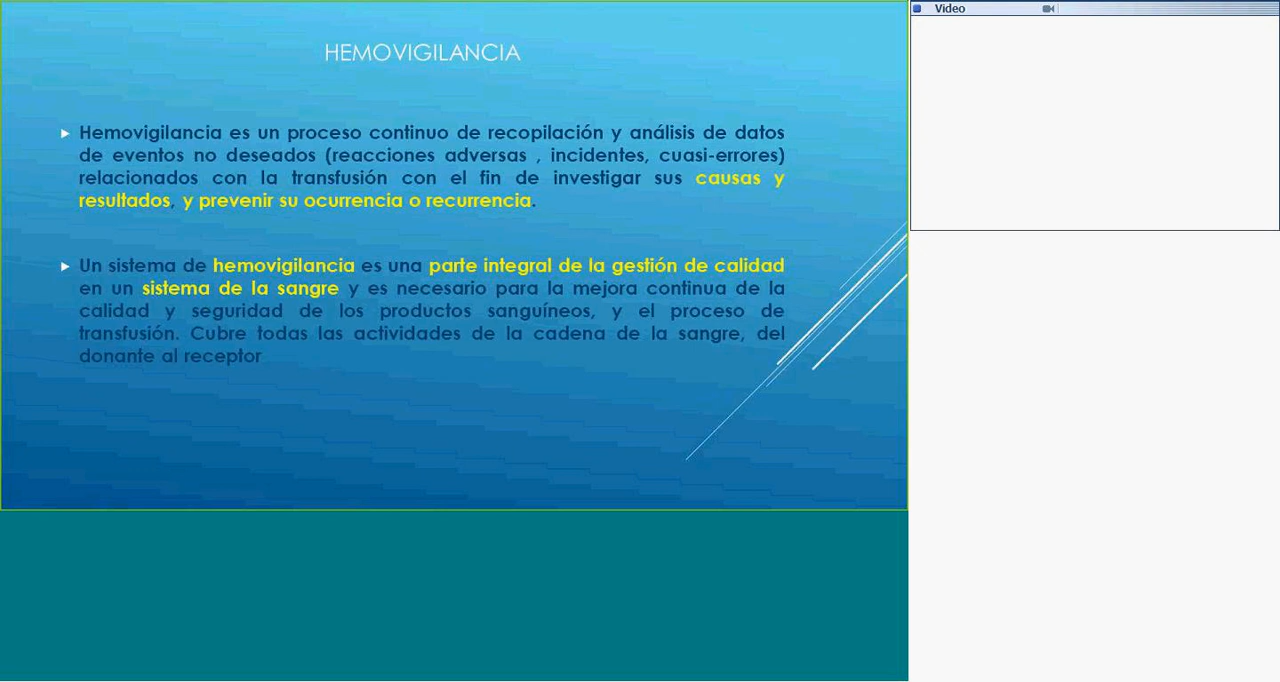 HEMOVIGILANCIA
Hemovigilancia es un proceso continuo de recopilación y análisis de datos
de eventos no deseados (reacciones adversas , incidentes, cuasi-errores)
relacionados con la transfusión con el fin de investigar sus causas y
resultados, y prevenir su ocurrencia o recurrencia.
Un sistema de hemovigilancia es una parte integral de la gestión de calidad
en un sistema de la sangre y es necesario para la mejora continua de la
calidad y seguridad de los productos sanguíneos, y el proceso de
transfusión. Cubre todas las actividades de la cadena de la sangre, del
donante al receptor
Video